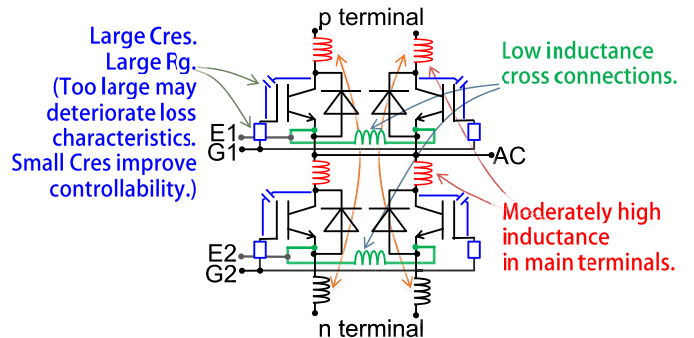 p terminal
Large Cres.
Large Rg.
(Too large may
deteriorate loss
characteristics.
Small Cres improve
controllability.)
Low inductance
cross connections.
E1
G1
AC
Moderately high
inductance
in main terminals.
E2
G2
n terminal